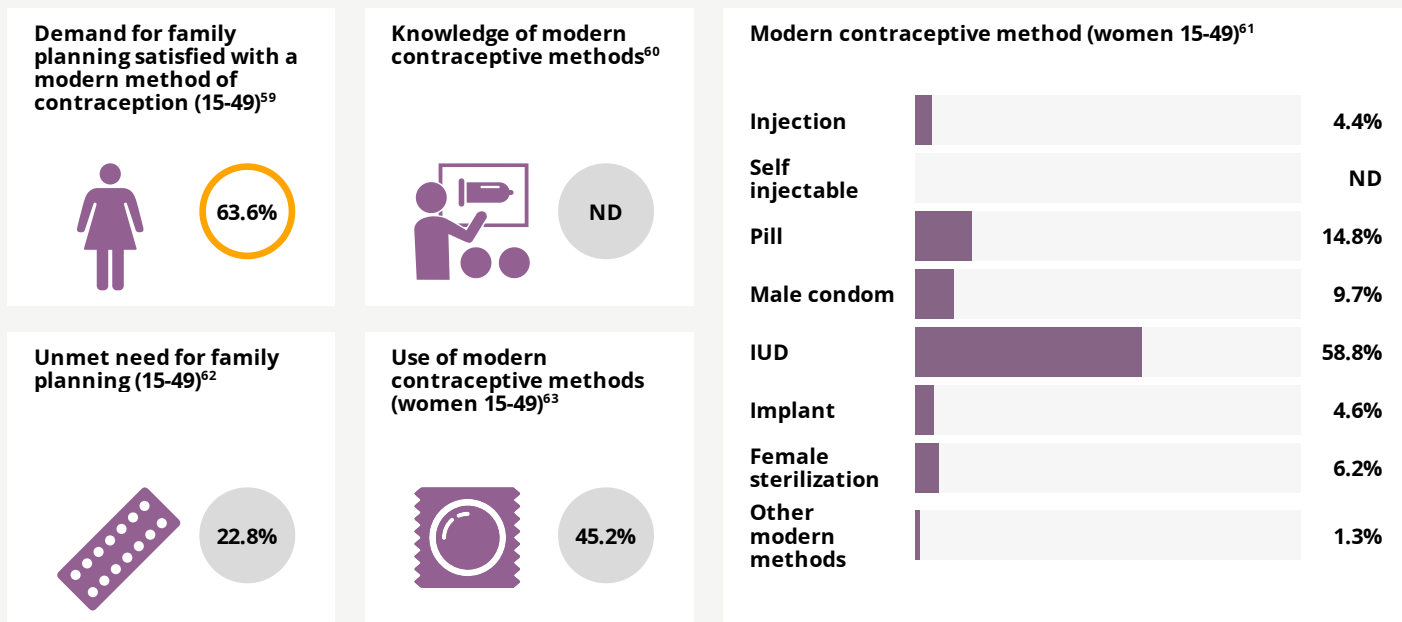 Demand for family
planning satisfied with a
modern method of
contraception (15-49)⁵⁹
63.6%
Knowledge of modern
contraceptive methods⁶⁰
ND
Unmet need for family
planning (15-49)⁶²
22.8%
Use of modern
contraceptive methods
(women 15-49)⁶³
45.2%
Modern contraceptive method (women 15-49)⁶¹
Injection 4.4%
Self
injectable ND
Pill 14.8%
Male condom 9.7%
IUD 58.8%
Implant 4.6%
Female
sterilization 6.2%
Other
modern 1.3%
methods